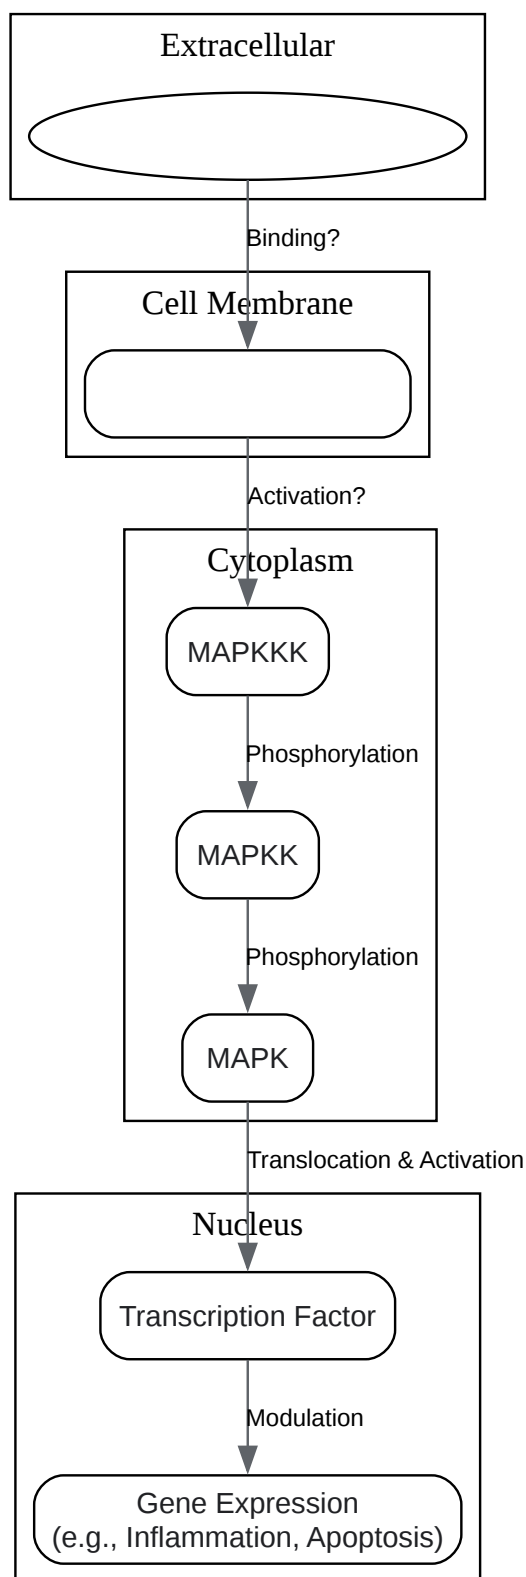 Extracellular
Binding?
Cell Membrane
Activation?
Cytoplasm
MAPKKK
Phosphorylation
MAPKK
Phosphorylation
MAPK
Translocation & Activation
Nucleus
Transcription Factor
Modulation
Gene Expression
(e.g., Inflammation, Apoptosis)